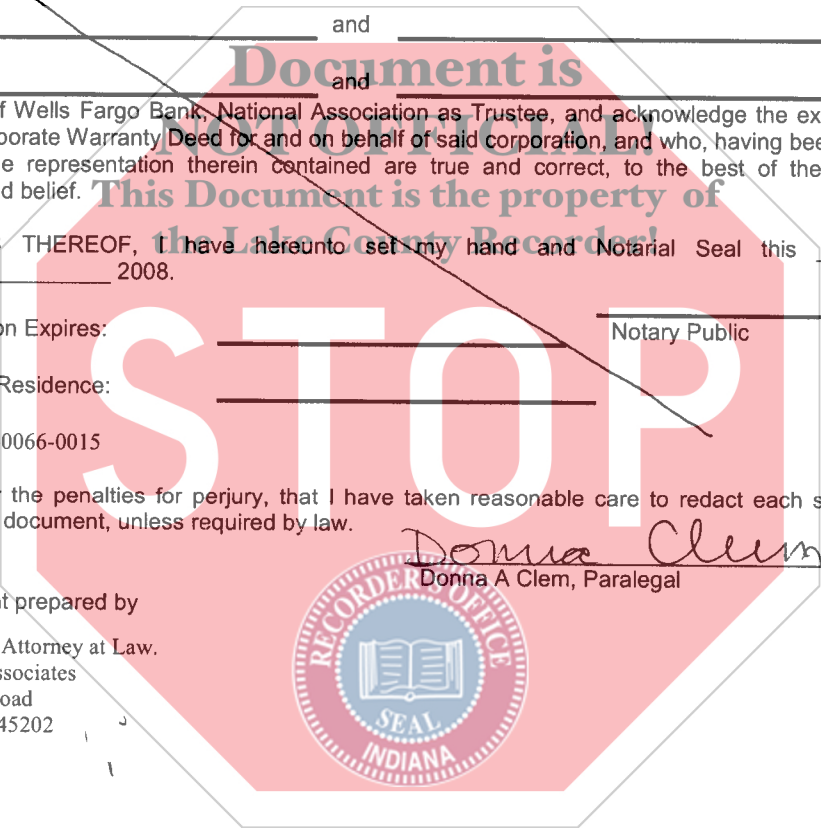 and
Document is
and
of Wells Fargo Bank, National Association as Trustee, and acknowledge the ex
porate Warranty Deed for and on behalf of said corporation, and who, having bee
NOT OFFICIAL!
e representation therein contained are true and correct, to the best of the
d belief.
This Document is the property of
THEREOF, I have hereunto set my hand and Notarial Seal this
the Lake County Recorder!
2008.
STOP
on Expires:
Notary Public
Residence:
0066-0015
r the penalties for perjury, that I have taken reasonable care to redact each s
document, unless required by law.
Donna Clem
Donna A Clem, Paralegal
RECORDER'S OFFICE
SEAL
INDIANA
t prepared by
Attorney at Law.
ssociates
oad
45202